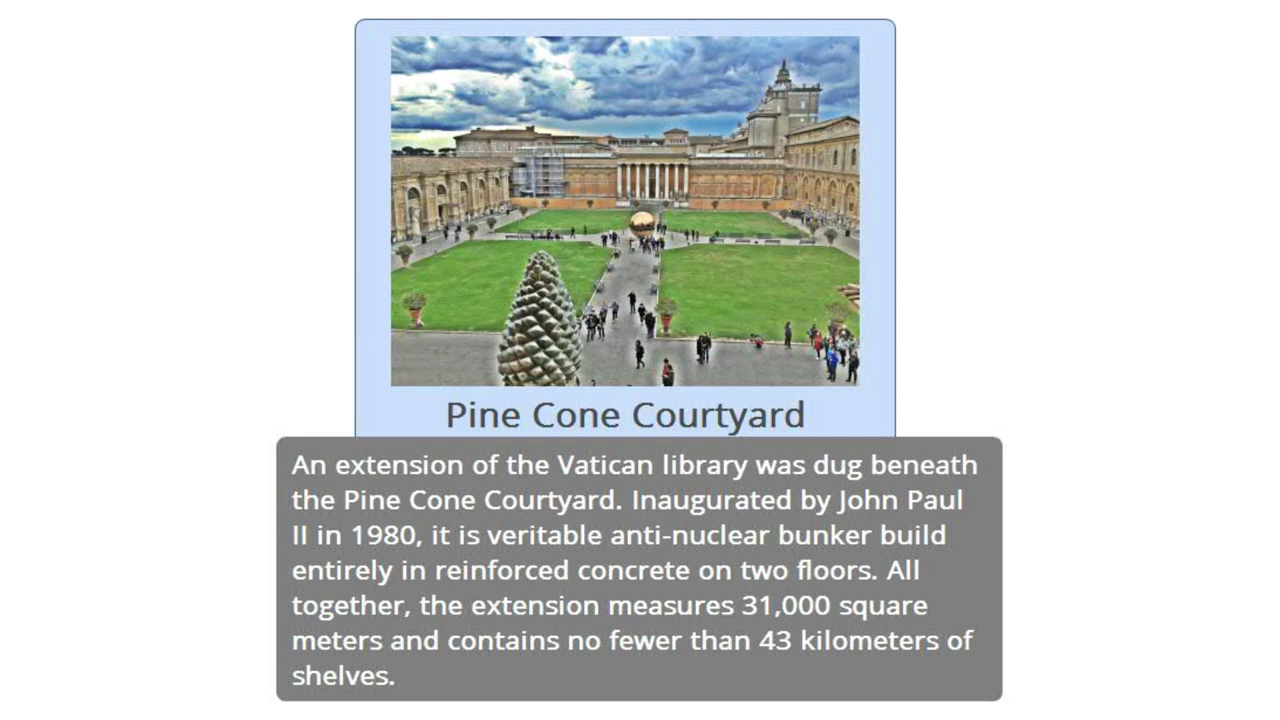 Pine Cone Courtyard
An extension of the Vatican library was dug beneath
the Pine Cone Courtyard. Inaugurated by John Paul
II in 1980, it is veritable anti-nuclear bunker build
entirely in reinforced concrete on two floors. All
together, the extension measures 31,000 square
meters and contains no fewer than 43 kilometers of
shelves.